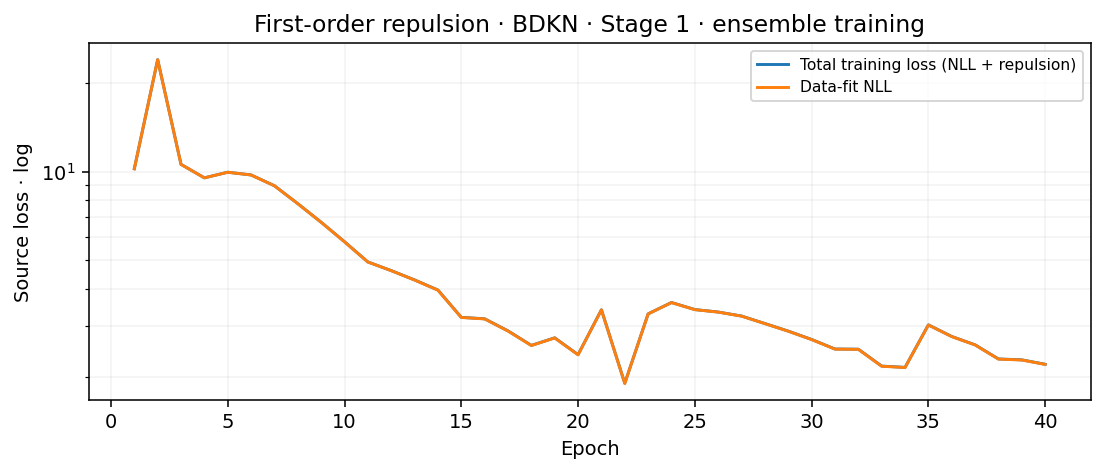 First-order repulsion · BDKN · Stage 1 · ensemble training
Total training loss (NLL + repulsion)
Data-fit NLL
Source loss · log
10¹
0 5 10 15 20 25 30 35 40
Epoch